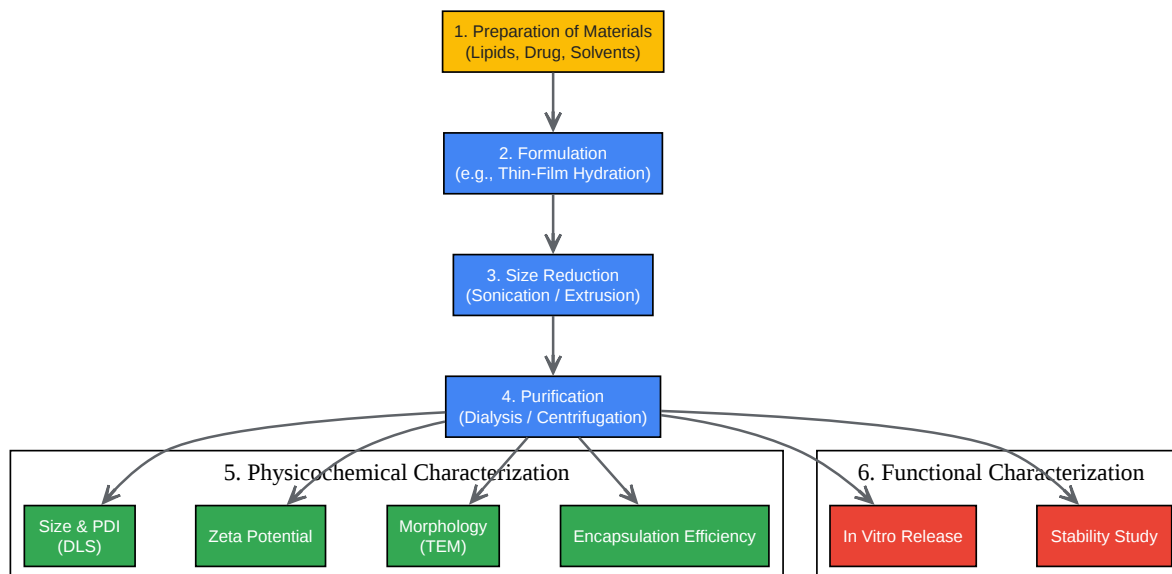 1. Preparation of Materials
(Lipids, Drug, Solvents)
2. Formulation
(e.g., Thin-Film Hydration)
3. Size Reduction
(Sonication / Extrusion)
4. Purification
(Dialysis / Centrifugation)
5. Physicochemical Characterization
Size & PDI
(DLS)
Zeta Potential
Morphology
(TEM)
Encapsulation Efficiency
6. Functional Characterization
In Vitro Release
Stability Study